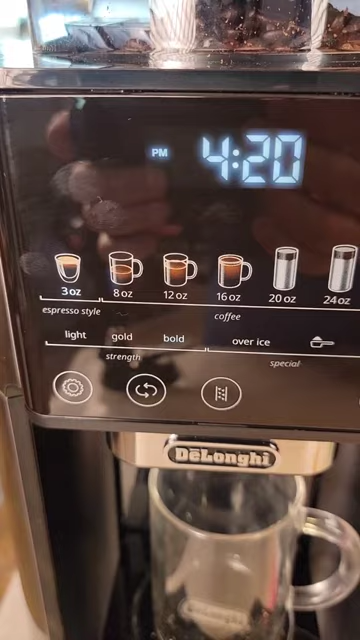 PM 4:20
3 oz 8 oz 12 oz 16 oz 20 oz 24 oz
espresso style coffee
light gold bold over ice
strength special
DeLonghi
DeLonghi